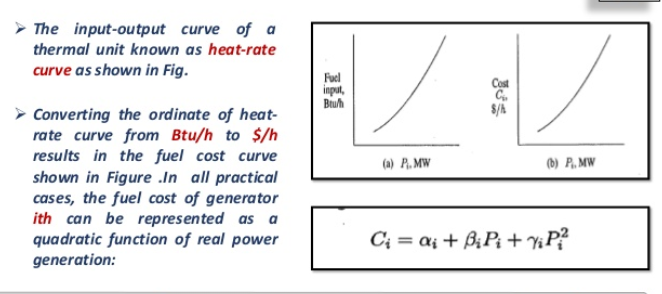 ➤ The input-output curve of a
thermal unit known as heat-rate
curve as shown in Fig.
➤ Converting the ordinate of heat-
rate curve from Btu/h to $/h
results in the fuel cost curve
shown in Figure .In all practical
cases, the fuel cost of generator
ith can be represented as a
quadratic function of real power
generation:
Fuel
input,
Btu/h
(a) Pᵢ, MW
Cost
Cᵢ,
$/h
(b) Pᵢ, MW
Cᵢ = αᵢ + βᵢPᵢ + γᵢPᵢ²